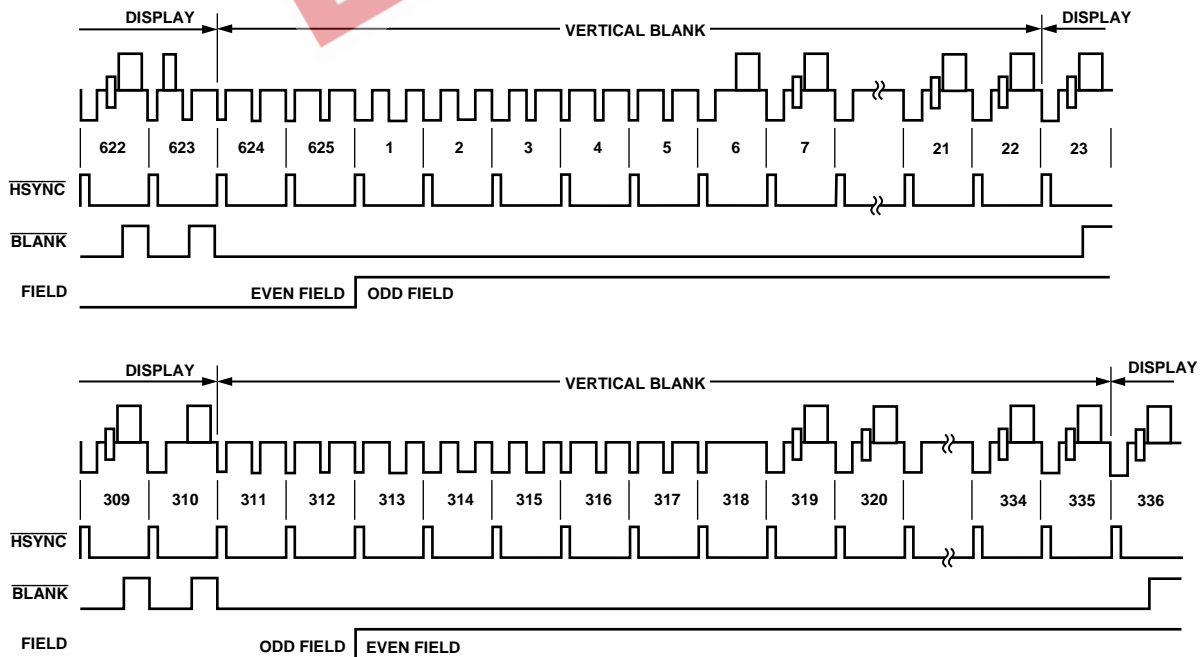 DISPLAY VERTICAL BLANK DISPLAY
622 623 624 625 1 2 3 4 5 6 7 21 22 23
HSYNC
BLANK
FIELD EVEN FIELD ODD FIELD
DISPLAY VERTICAL BLANK DISPLAY
309 310 311 312 313 314 315 316 317 318 319 320 334 335 336
HSYNC
BLANK
FIELD ODD FIELD EVEN FIELD